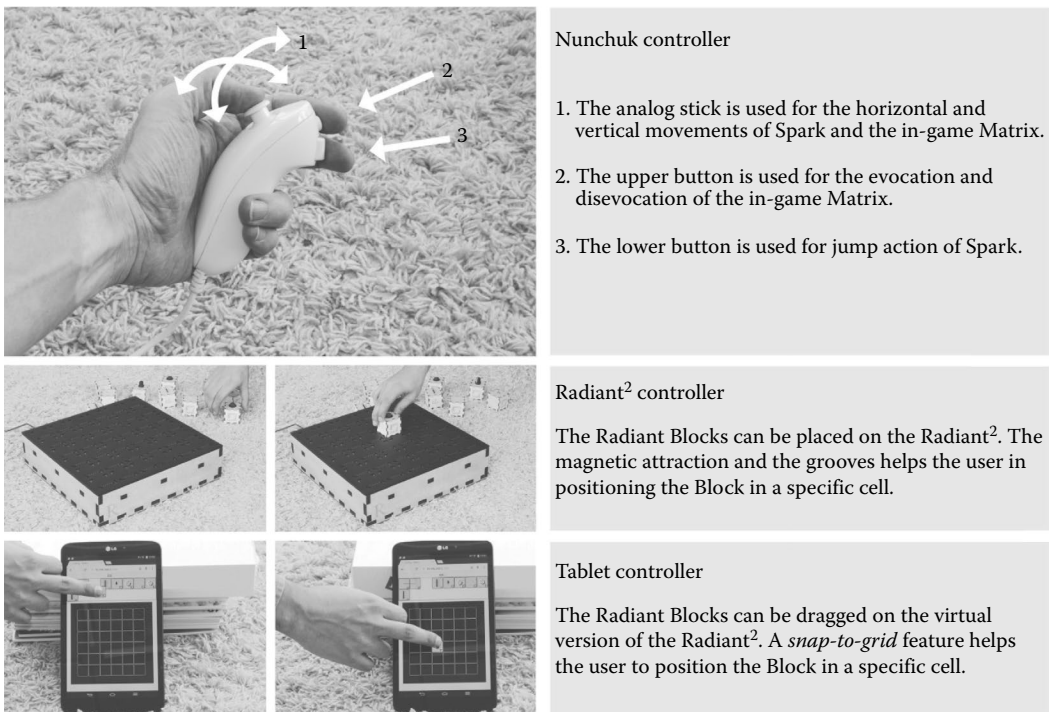 1
2
3
Nunchuk controller
1. The analog stick is used for the horizontal and
vertical movements of Spark and the in-game Matrix.
2. The upper button is used for the evocation and
disevocation of the in-game Matrix.
3. The lower button is used for jump action of Spark.
Radiant² controller
The Radiant Blocks can be placed on the Radiant². The
magnetic attraction and the grooves helps the user in
positioning the Block in a specific cell.
LG
LG
Tablet controller
The Radiant Blocks can be dragged on the virtual
version of the Radiant². A snap-to-grid feature helps
the user to position the Block in a specific cell.